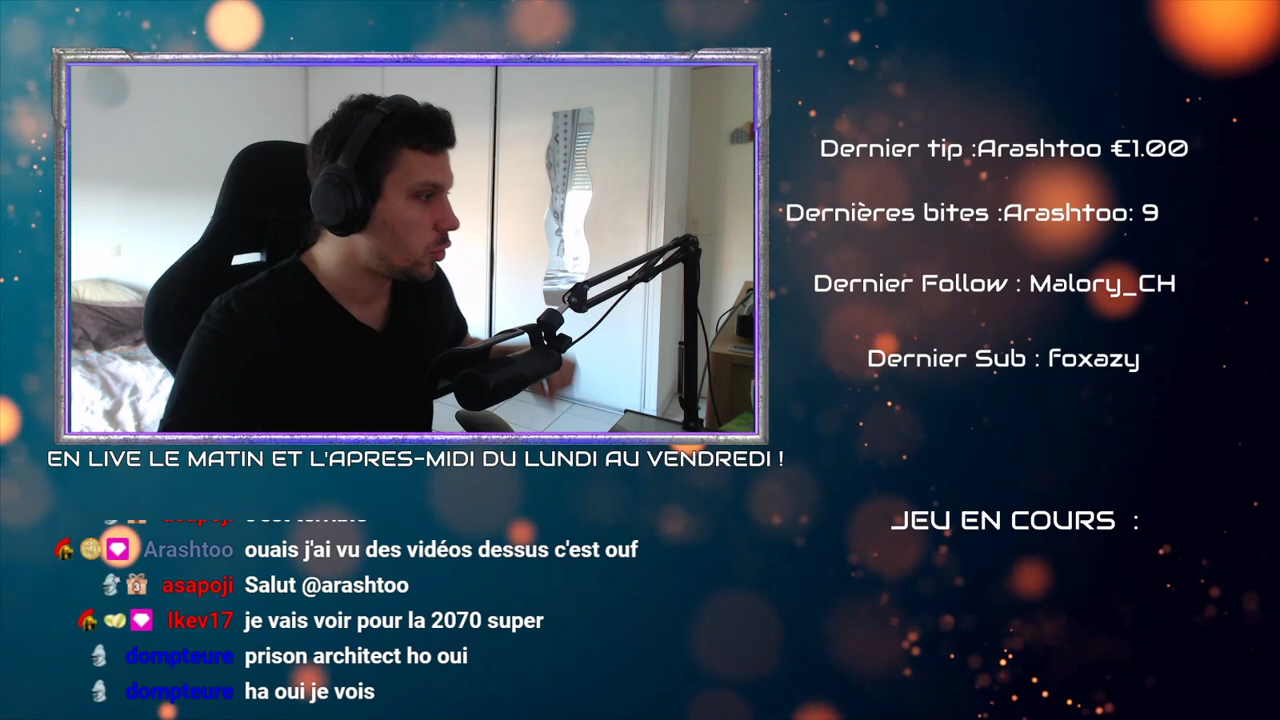 Dernier tip :Arashtoo €1.00
Dernières bites :Arashtoo: 9
Dernier Follow : Malory_CH
Dernier Sub : foxazy
EN LIVE LE MATIN ET L'APRES-MIDI DU LUNDI AU VENDREDI !
JEU EN COURS :
asapoji c'est terrible
Arashtoo ouais j'ai vu des vidéos dessus c'est ouf
asapoji Salut @arashtoo
lkev17 je vais voir pour la 2070 super
dompteure prison architect ho oui
dompteure ha oui je vois